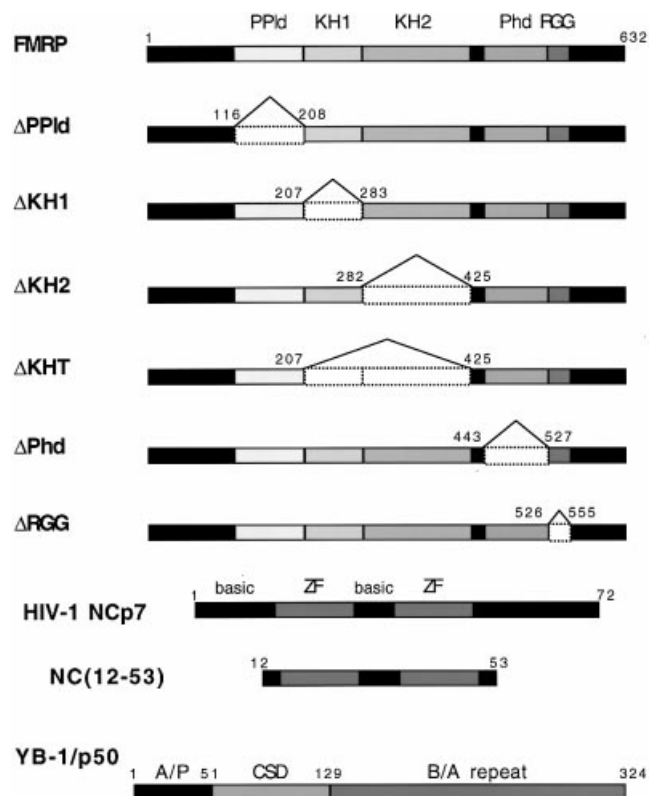 PPId KH1 KH2 Phd RGG
FMRP 1 632
ΔPPId 116 208
ΔKH1 207 283
ΔKH2 282 425
ΔKHT 207 425
ΔPhd 443 527
ΔRGG 526 555
basic ZF basic ZF
HIV-1 NCp7 1 72
NC(12-53) 12 53
YB-1/p50
1 A/P 51 CSD 129 B/A repeat 324